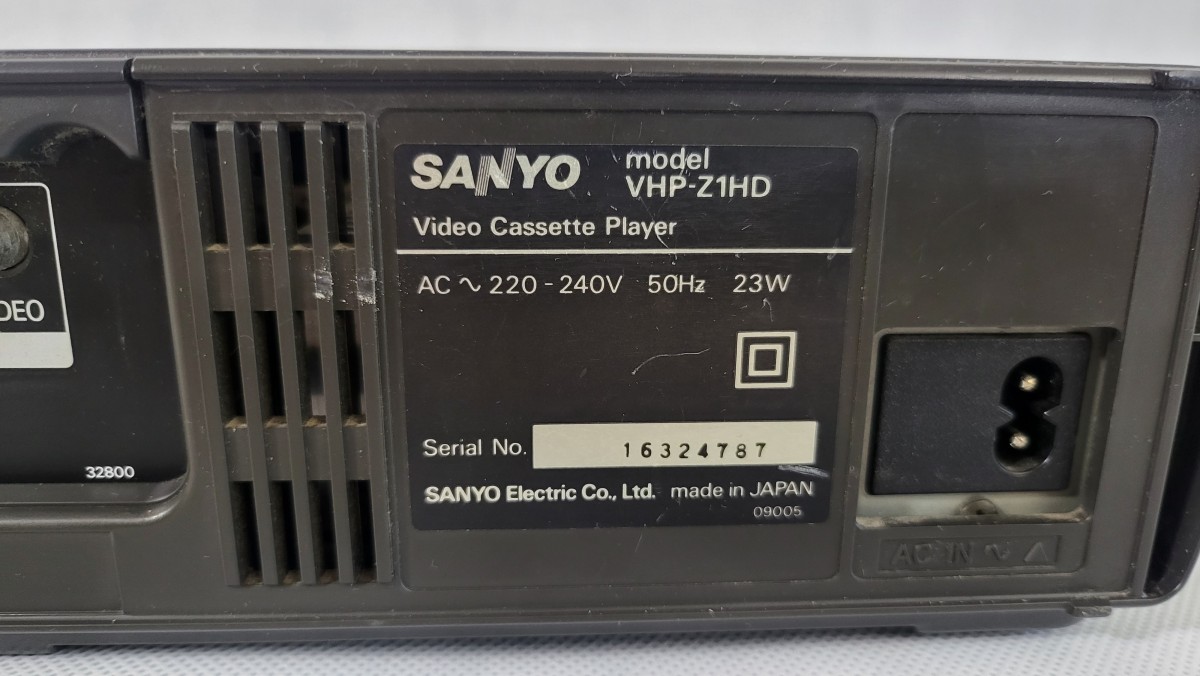 SANYO model
VHP-Z1HD
Video Cassette Player
AC ~ 220-240V 50Hz 23W
Serial No. 16324787
SANYO Electric Co., Ltd. made in JAPAN
09005
DEO
32800
AC IN ~